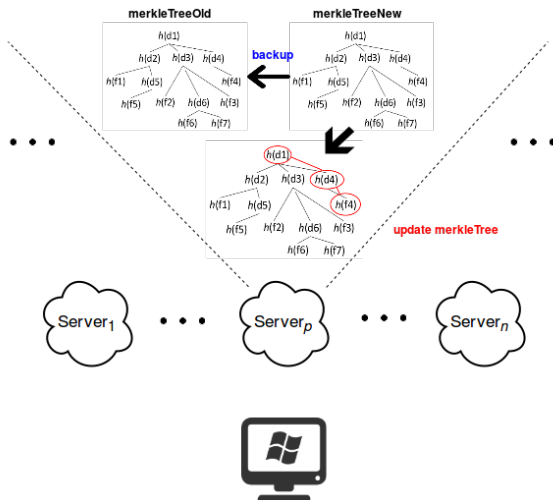 merkleTreeOld merkleTreeNew
h(d1) h(d1)
backup
h(d2) h(d3) h(d4) h(d2) h(d3) h(d4)
h(f1) h(d5) h(f4) h(f1) h(d5) h(f4)
h(f5) h(f2) h(d6) h(f3) h(f5) h(f2) h(d6) h(f3)
h(f6) h(f7) h(f6) h(f7)
h(d1)
h(d2) h(d3) h(d4)
h(f1) h(d5) h(f4)
h(f5) h(f2) h(d6) h(f3)
update merkleTree
h(f6) h(f7)
Server1 Serverp Servern